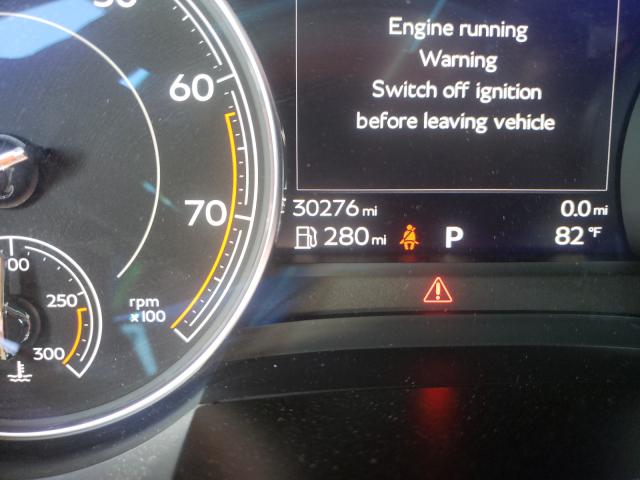 Engine running
Warning
Switch off ignition
before leaving vehicle
60
70
rpm
x100
250
300
30276 mi
0.0 mi
280 mi
P
82 °F